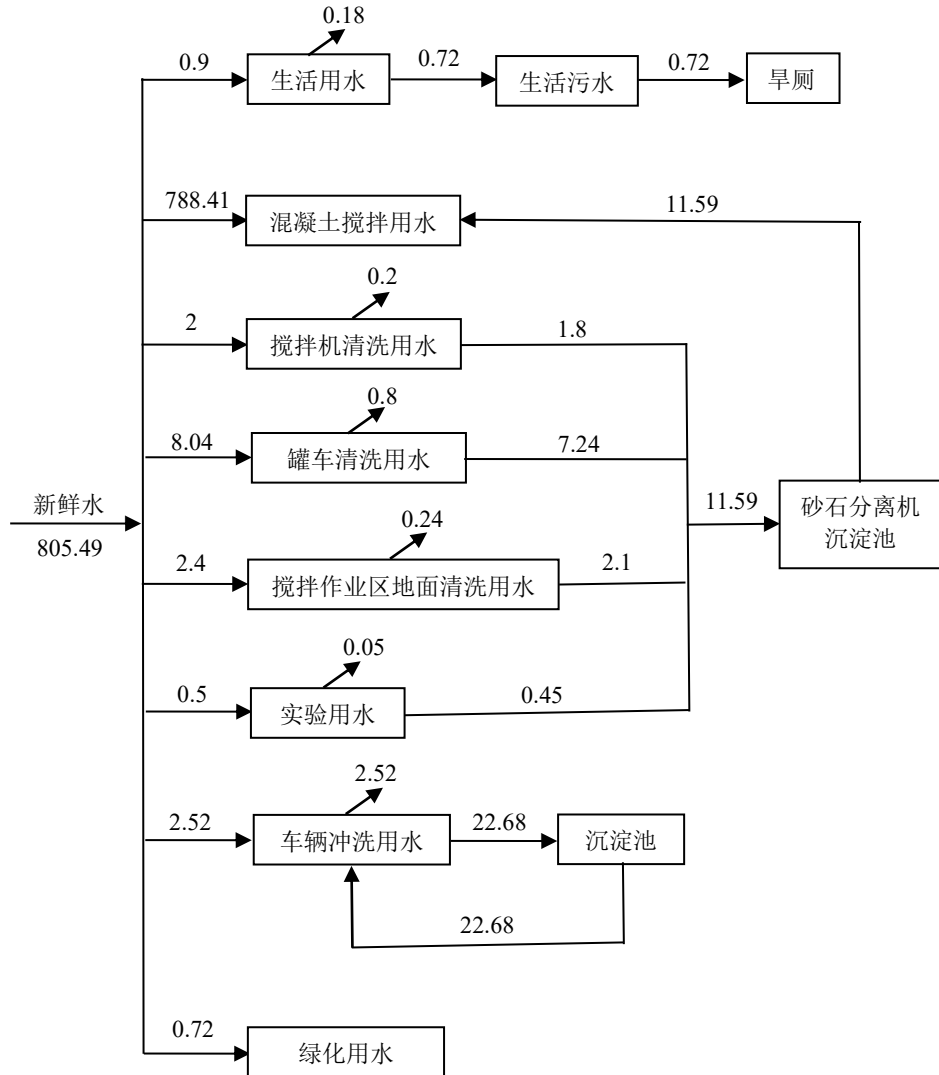 0.18
0.9
生活用水
0.72
生活污水
0.72
旱厕
788.41
混凝土搅拌用水
11.59
0.2
2
搅拌机清洗用水
1.8
0.8
8.04
罐车清洗用水
7.24
新鲜水
805.49
11.59
砂石分离机
沉淀池
0.24
2.4
搅拌作业区地面清洗用水
2.1
0.05
0.5
实验用水
0.45
2.52
2.52
车辆冲洗用水
22.68
沉淀池
22.68
0.72
绿化用水